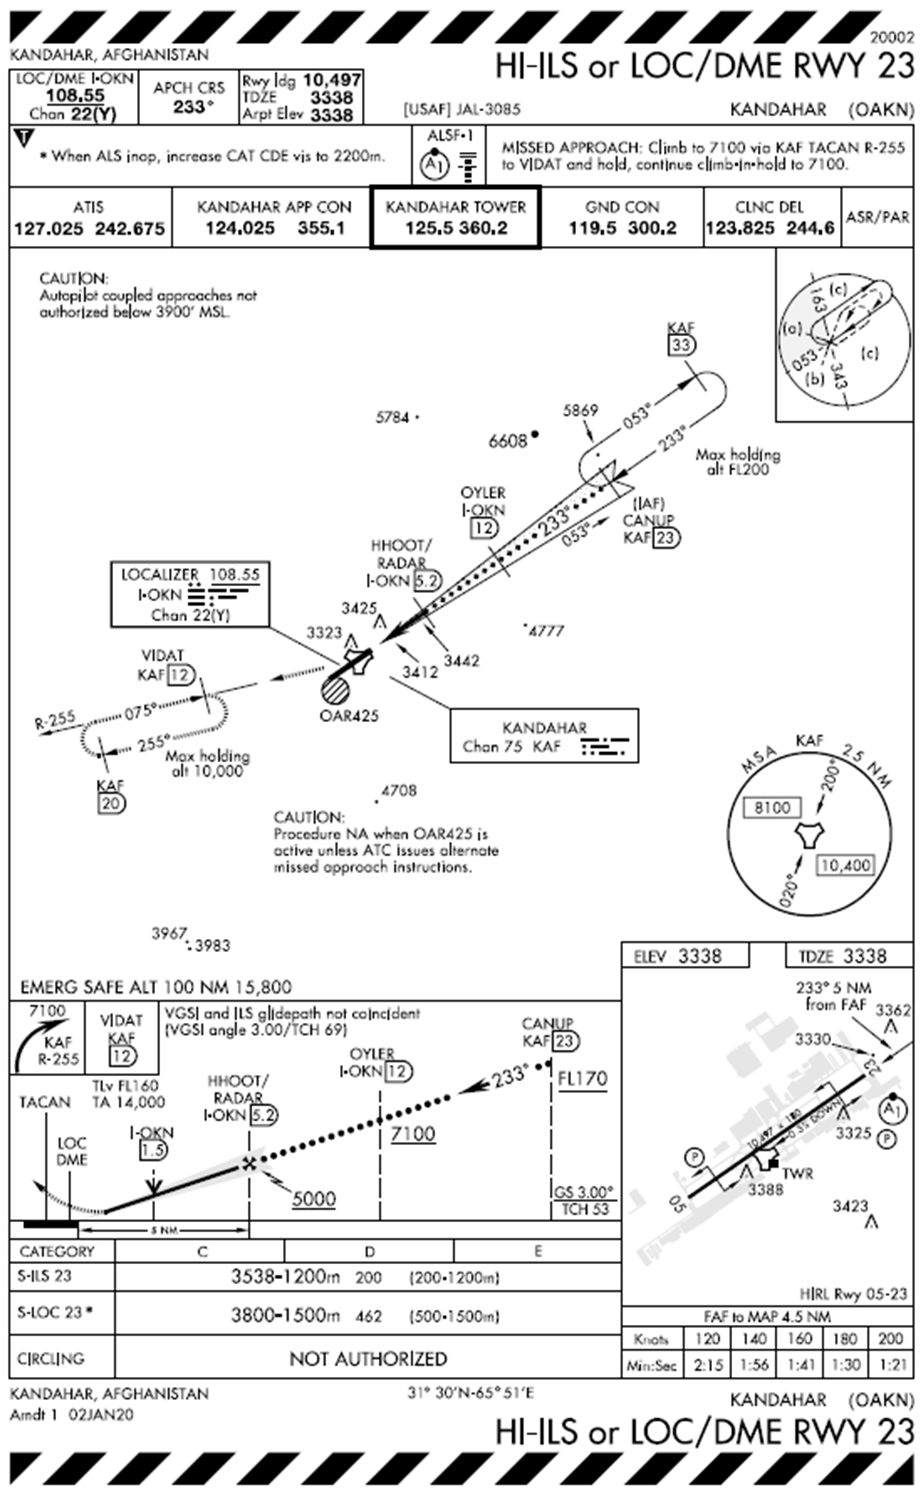 20002
KANDAHAR, AFGHANISTAN
HI-ILS or LOC/DME RWY 23
LOC/DME I-OKN
108.55
Chan 22(Y)
APCH CRS
233°
Rwy ldg 10,497
TDZE 3338
Arpt Elev 3338
[USAF] JAL-3085
KANDAHAR (OAKN)
T
* When ALS inop, increase CAT CDE vis to 2200m.
ALSF-1
A1
MISSED APPROACH: Climb to 7100 via KAF TACAN R-255
to VIDAT and hold, continue climb-in-hold to 7100.
ATIS
127.025 242.675
KANDAHAR APP CON
124.025 355.1
KANDAHAR TOWER
125.5 360.2
GND CON
119.5 300.2
CLNC DEL
123.825 244.6
ASR/PAR
CAUTION:
Autopilot coupled approaches not
authorized below 3900' MSL.
163
(c)
(a)
053
(b)
343
(c)
KAF
33
5784
5869
6608
053°
233°
Max holding
alt FL200
OYLER
I-OKN
12
233°
053°
(IAF)
CANUP
KAF 23
HHOOT/
RADAR
I-OKN 5.2
LOCALIZER 108.55
I-OKN
Chan 22(Y)
3425
3323
4777
3442
3412
VIDAT
KAF 12
OAR425
R-255
075°
255°
Max holding
alt 10,000
KAF
20
KANDAHAR
Chan 75 KAF
4708
CAUTION:
Procedure NA when OAR425 is
active unless ATC issues alternate
missed approach instructions.
MSA KAF 25 NM
200°
8100
10,400
020°
3967
3983
EMERG SAFE ALT 100 NM 15,800
ELEV 3338
TDZE 3338
7100
KAF
R-255
VIDAT
KAF
12
VGSI and ILS glidepath not coincident
(VGSI angle 3.00/TCH 69)
CANUP
KAF 23
OYLER
I-OKN 12
233°
FL170
TLv FL160
TA 14,000
HHOOT/
RADAR
I-OKN 5.2
TACAN
LOC
DME
I-OKN
1.5
7100
5000
GS 3.00°
TCH 53
5 NM
233° 5 NM
from FAF
3362
3330
23
A1
10,497 x 180
0.3% DOWN
3325
P
P
TWR
3388
05
3423
HIRL Rwy 05-23
CATEGORY C D E
S-ILS 23 3538-1200m 200 (200-1200m)
S-LOC 23* 3800-1500m 462 (500-1500m)
CIRCLING NOT AUTHORIZED
FAF to MAP 4.5 NM
Knots 120 140 160 180 200
Min:Sec 2:15 1:56 1:41 1:30 1:21
KANDAHAR, AFGHANISTAN
Amdt 1 02JAN20
31° 30'N-65° 51'E
KANDAHAR (OAKN)
HI-ILS or LOC/DME RWY 23